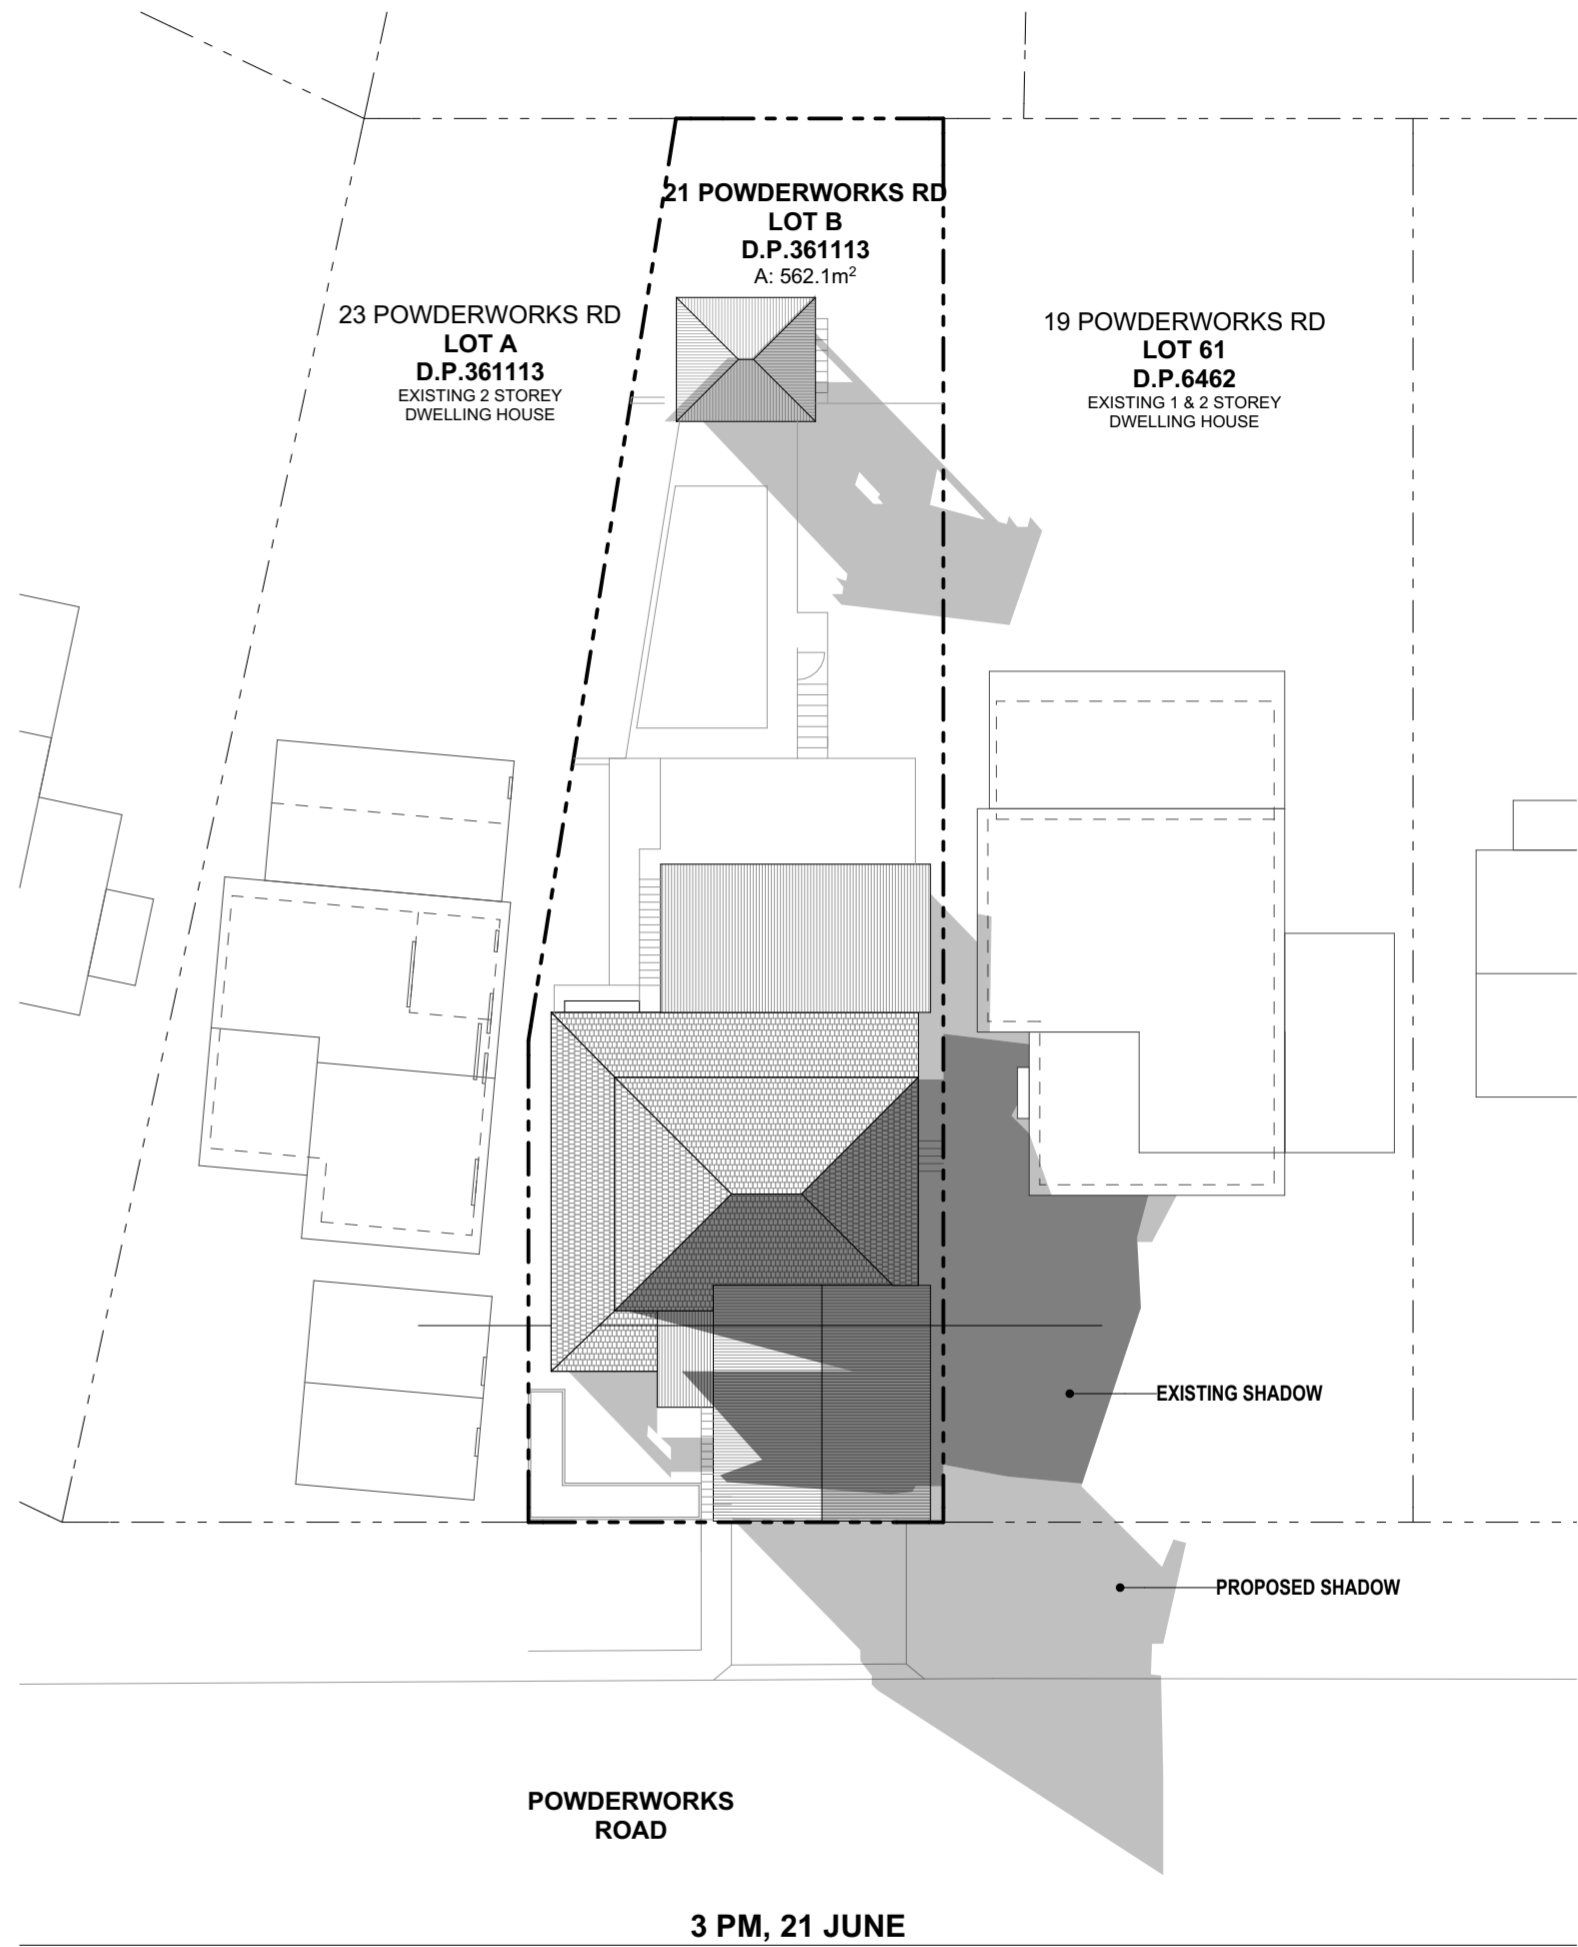 21 POWDERWORKS RD
LOT B
D.P.361113
A: 562.1m²
23 POWDERWORKS RD
LOT A
D.P.361113
EXISTING 2 STOREY
DWELLING HOUSE
19 POWDERWORKS RD
LOT 61
D.P.6462
EXISTING 1 & 2 STOREY
DWELLING HOUSE
EXISTING SHADOW
PROPOSED SHADOW
POWDERWORKS
ROAD
3 PM, 21 JUNE